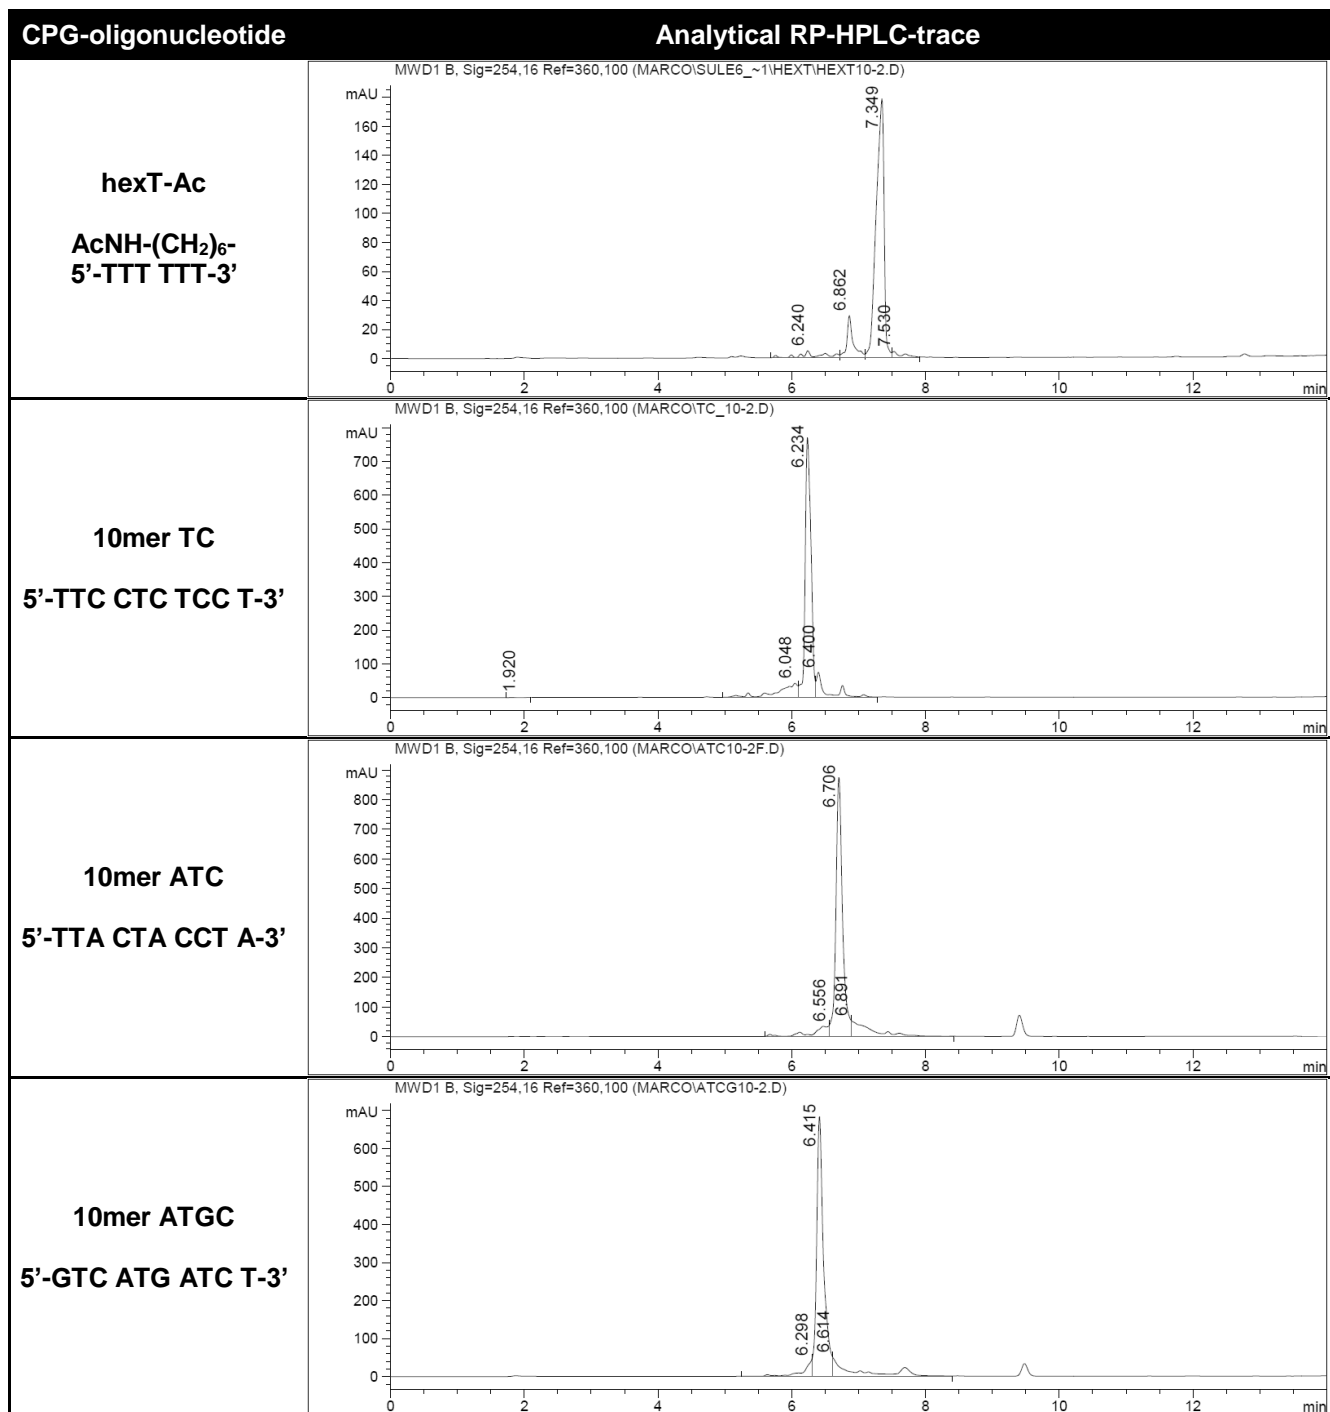 CPG-oligonucleotide
Analytical RP-HPLC-trace
hexT-Ac
AcNH-(CH₂)₆-
5’-TTT TTT-3’
MWD1 B, Sig=254,16 Ref=360,100 (MARCO\SULE6_~1\HEXT\HEXT10-2.D)
mAU
160
140
120
100
80
60
40
20
0
6.240
6.862
7.349
7.530
0 2 4 6 8 10 12 min
10mer TC
5’-TTC CTC TCC T-3’
MWD1 B, Sig=254,16 Ref=360,100 (MARCO\TC_10-2.D)
mAU
700
600
500
400
300
200
100
0
1.920
6.048
6.234
6.400
0 2 4 6 8 10 12 min
10mer ATC
5’-TTA CTA CCT A-3’
MWD1 B, Sig=254,16 Ref=360,100 (MARCO\ATC10-2F.D)
mAU
800
700
600
500
400
300
200
100
0
6.556
6.706
6.891
0 2 4 6 8 10 12 min
10mer ATGC
5’-GTC ATG ATC T-3’
MWD1 B, Sig=254,16 Ref=360,100 (MARCO\ATCG10-2.D)
mAU
600
500
400
300
200
100
0
6.298
6.415
6.614
0 2 4 6 8 10 12 min